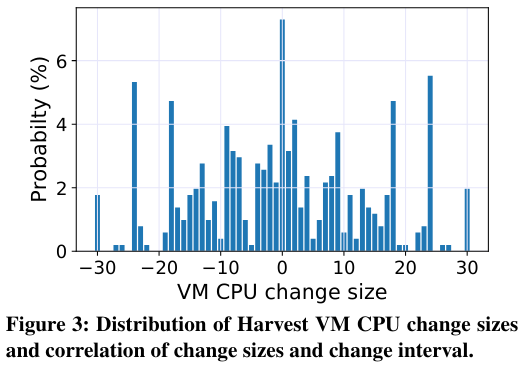 6
4
2
0
Probabilty (%)
−30 −20 −10 0 10 20 30
VM CPU change size
Figure 3: Distribution of Harvest VM CPU change sizes
and correlation of change sizes and change interval.